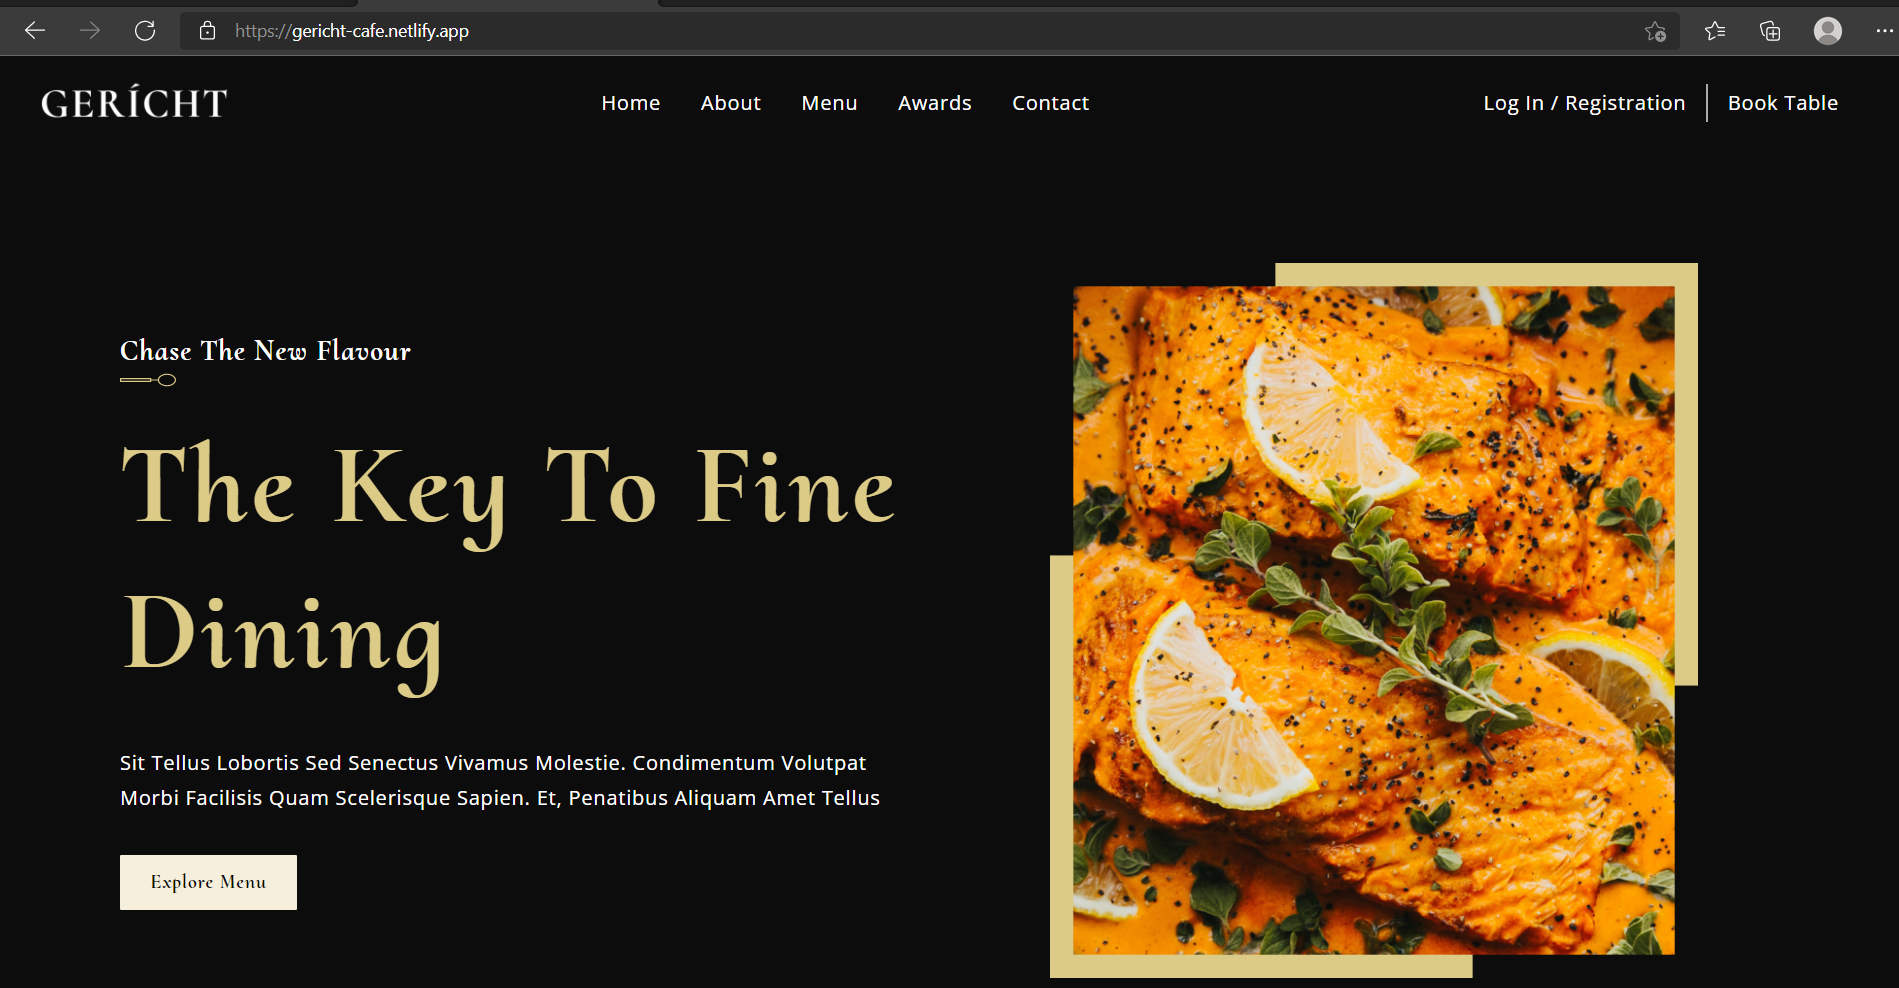 https://gericht-cafe.netlify.app
GERÍCHT
Home About Menu Awards Contact
Log In / Registration Book Table
Chase The New Flavour
The Key To Fine
Dining
Sit Tellus Lobortis Sed Senectus Vivamus Molestie. Condimentum Volutpat
Morbi Facilisis Quam Scelerisque Sapien. Et, Penatibus Aliquam Amet Tellus
Explore Menu